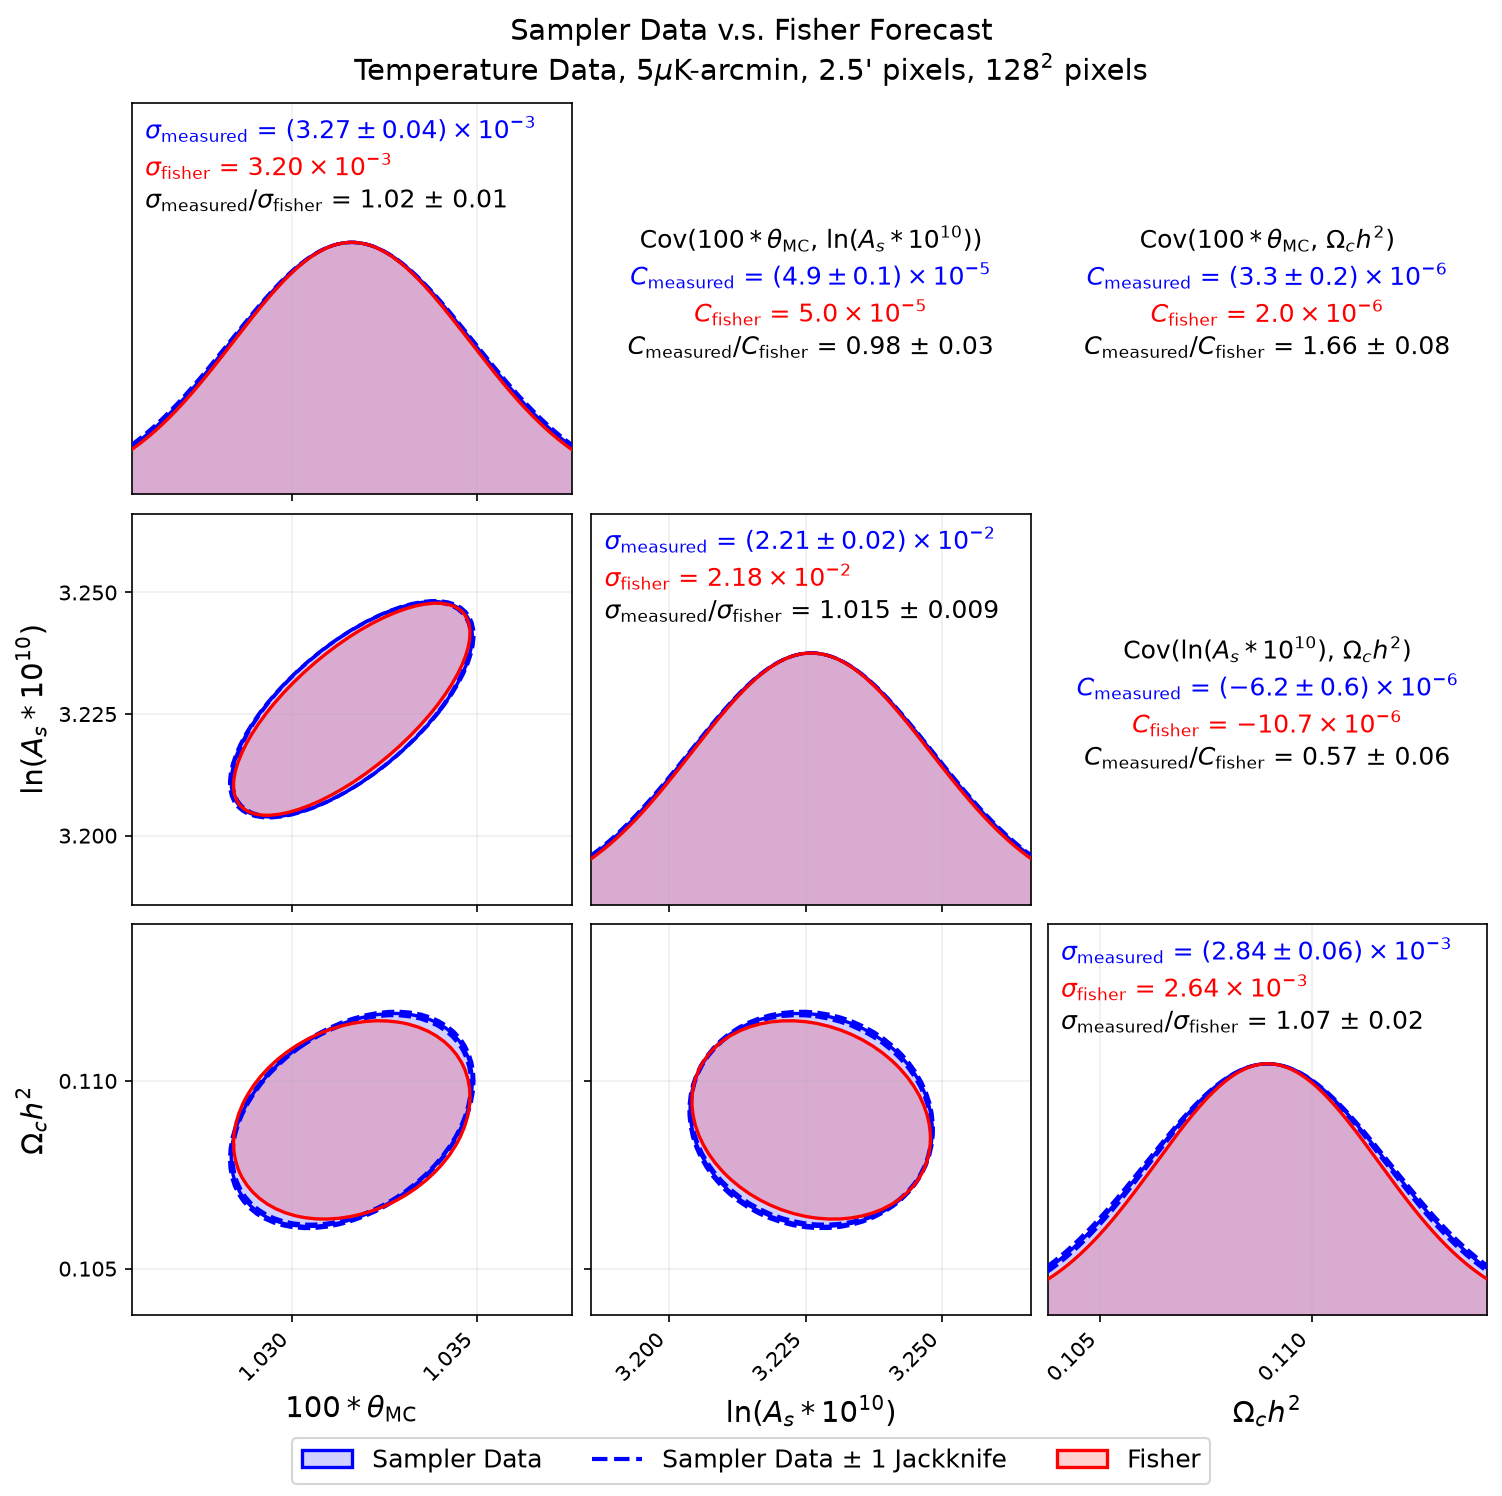 Sampler Data v.s. Fisher Forecast
Temperature Data, 5μK-arcmin, 2.5' pixels, 128² pixels
σ_measured = (3.27 ± 0.04) × 10⁻³
σ_fisher = 3.20 × 10⁻³
σ_measured/σ_fisher = 1.02 ± 0.01
Cov(100 * θ_MC, ln(A_s * 10¹⁰))
C_measured = (4.9 ± 0.1) × 10⁻⁵
C_fisher = 5.0 × 10⁻⁵
C_measured/C_fisher = 0.98 ± 0.03
Cov(100 * θ_MC, Ω_c h²)
C_measured = (3.3 ± 0.2) × 10⁻⁶
C_fisher = 2.0 × 10⁻⁶
C_measured/C_fisher = 1.66 ± 0.08
ln(A_s * 10¹⁰)
3.250
3.225
3.200
σ_measured = (2.21 ± 0.02) × 10⁻²
σ_fisher = 2.18 × 10⁻²
σ_measured/σ_fisher = 1.015 ± 0.009
Cov(ln(A_s * 10¹⁰), Ω_c h²)
C_measured = (−6.2 ± 0.6) × 10⁻⁶
C_fisher = −10.7 × 10⁻⁶
C_measured/C_fisher = 0.57 ± 0.06
Ω_c h²
0.110
0.105
σ_measured = (2.84 ± 0.06) × 10⁻³
σ_fisher = 2.64 × 10⁻³
σ_measured/σ_fisher = 1.07 ± 0.02
1.030 1.035
3.200 3.225 3.250
0.105 0.110
100 * θ_MC
ln(A_s * 10¹⁰)
Ω_c h²
Sampler Data
Sampler Data ± 1 Jackknife
Fisher